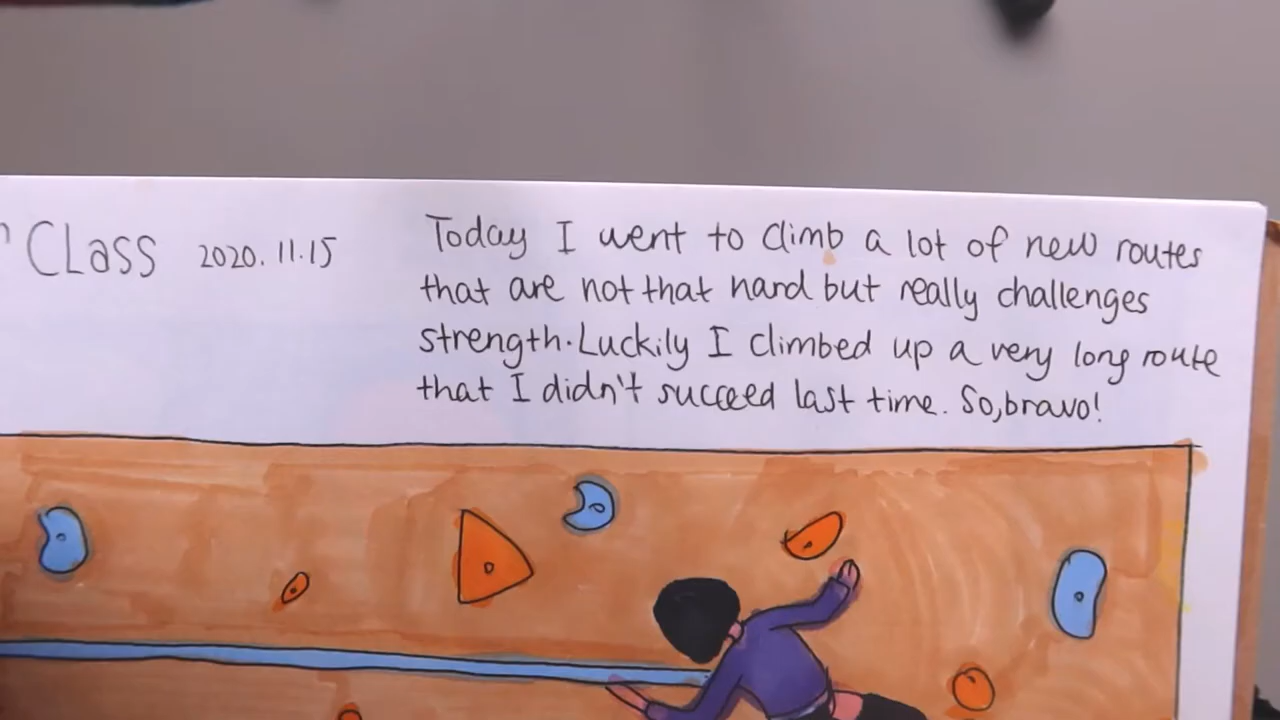 CLass 2020.11.15
Today I went to climb a lot of new routes
that are not that hard but really challenges
strength. Luckily I climbed up a very long route
that I didn't succeed last time. So, bravo!